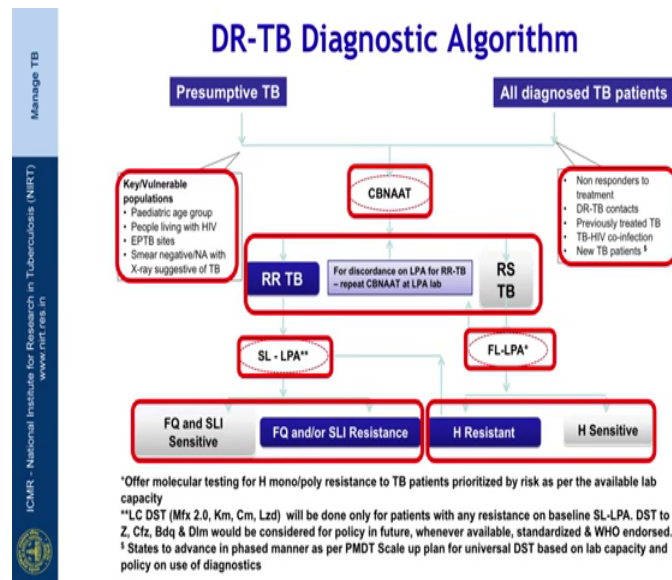 DR-TB Diagnostic Algorithm
Manage TB
ICMR - National Institute for Research in Tuberculosis (NIRT)
www.nirt.res.in
Presumptive TB
All diagnosed TB patients
Key/Vulnerable
populations
• Paediatric age group
• People living with HIV
• EPTB sites
• Smear negative/NA with
X-ray suggestive of TB
CBNAAT
• Non responders to
treatment
• DR-TB contacts
• Previously treated TB
• TB-HIV co-infection
• New TB patients $
RR TB
For discordance on LPA for RR-TB
– repeat CBNAAT at LPA lab
RS
TB
SL - LPA**
FL-LPA*
FQ and SLI
Sensitive
FQ and/or SLI Resistance
H Resistant
H Sensitive
*Offer molecular testing for H mono/poly resistance to TB patients prioritized by risk as per the available lab
capacity
**LC DST (Mfx 2.0, Km, Cm, Lzd) will be done only for patients with any resistance on baseline SL-LPA. DST to
Z, Cfz, Bdq & Dlm would be considered for policy in future, whenever available, standardized & WHO endorsed.
$ States to advance in phased manner as per PMDT Scale up plan for universal DST based on lab capacity and
policy on use of diagnostics